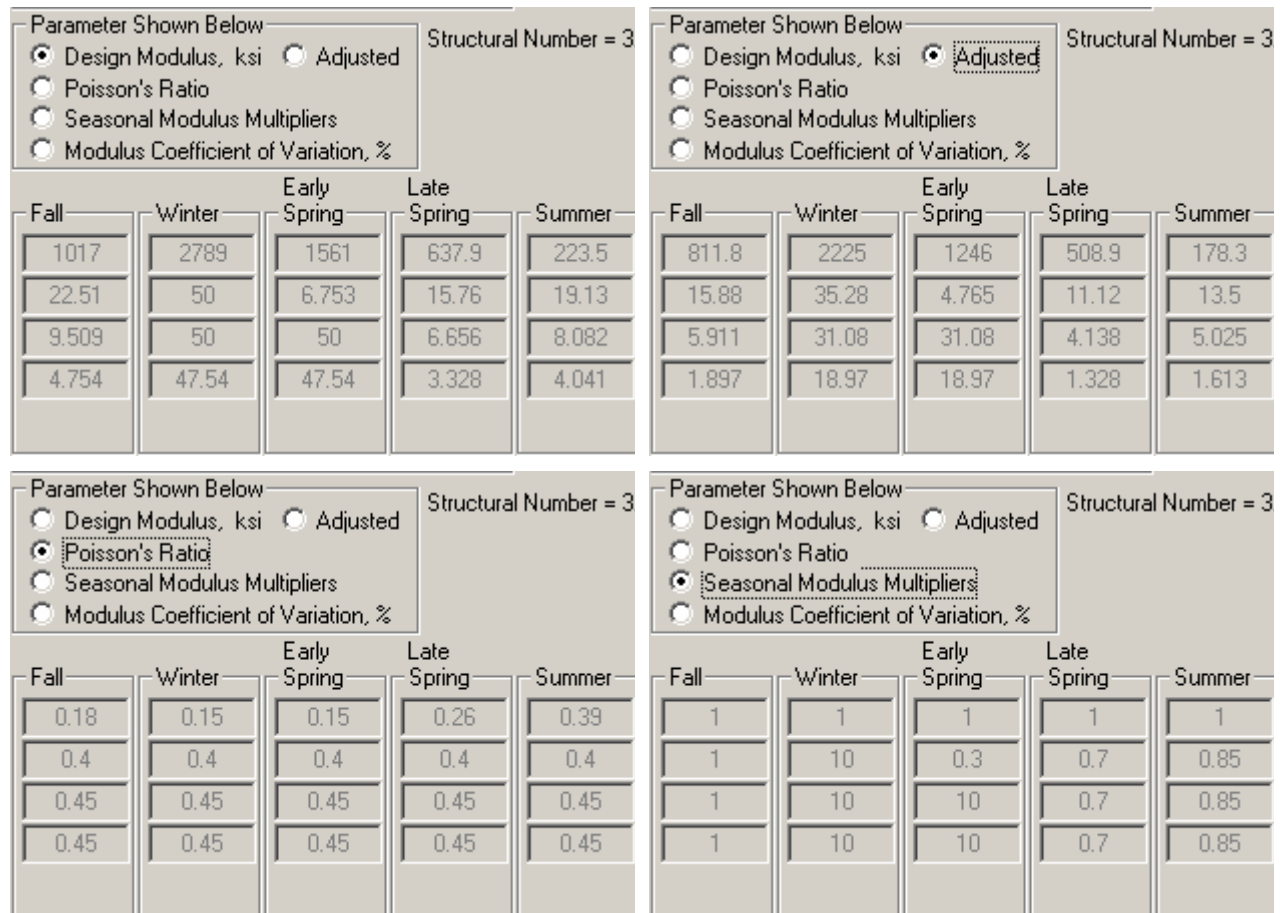 Parameter Shown Below
Design Modulus, ksi Adjusted
Poisson's Ratio
Seasonal Modulus Multipliers
Modulus Coefficient of Variation, %
Structural Number = 3
Fall Winter Early Spring Late Spring Summer
1017 2789 1561 637.9 223.5
22.51 50 6.753 15.76 19.13
9.509 50 50 6.656 8.082
4.754 47.54 47.54 3.328 4.041
Parameter Shown Below
Design Modulus, ksi Adjusted
Poisson's Ratio
Seasonal Modulus Multipliers
Modulus Coefficient of Variation, %
Structural Number = 3
Fall Winter Early Spring Late Spring Summer
811.8 2225 1246 508.9 178.3
15.88 35.28 4.765 11.12 13.5
5.911 31.08 31.08 4.138 5.025
1.897 18.97 18.97 1.328 1.613
Parameter Shown Below
Design Modulus, ksi Adjusted
Poisson's Ratio
Seasonal Modulus Multipliers
Modulus Coefficient of Variation, %
Structural Number = 3
Fall Winter Early Spring Late Spring Summer
0.18 0.15 0.15 0.26 0.39
0.4 0.4 0.4 0.4 0.4
0.45 0.45 0.45 0.45 0.45
0.45 0.45 0.45 0.45 0.45
Parameter Shown Below
Design Modulus, ksi Adjusted
Poisson's Ratio
Seasonal Modulus Multipliers
Modulus Coefficient of Variation, %
Structural Number = 3
Fall Winter Early Spring Late Spring Summer
1 1 1 1 1
1 10 0.3 0.7 0.85
1 10 10 0.7 0.85
1 10 10 0.7 0.85